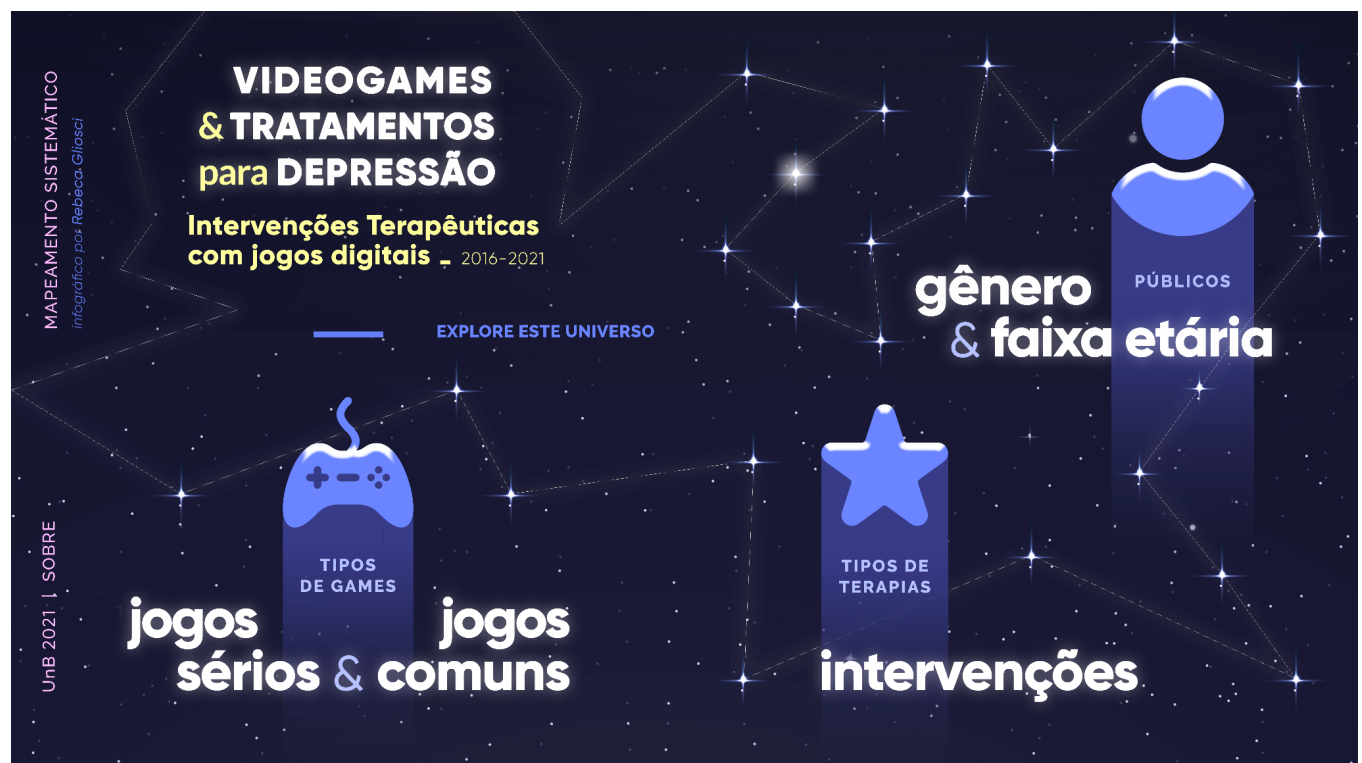 MAPEAMENTO SISTEMÁTICO
infográfico por Rebeca Gliosci
VIDEOGAMES
& TRATAMENTOS
para DEPRESSÃO
Intervenções Terapêuticas
com jogos digitais _ 2016-2021
EXPLORE ESTE UNIVERSO
PÚBLICOS
gênero
& faixa etária
TIPOS
DE GAMES
jogos jogos
sérios & comuns
TIPOS DE
TERAPIAS
intervenções
UnB 2021 | SOBRE